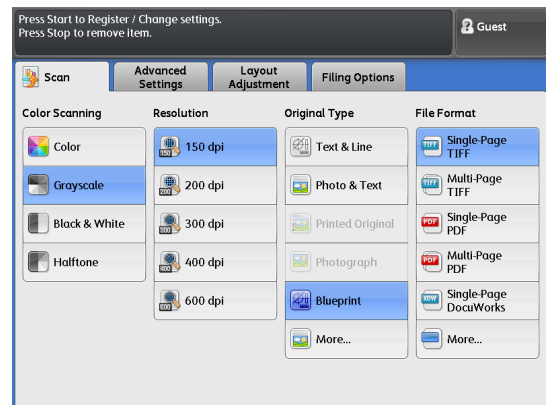 Press Start to Register / Change settings.
Press Stop to remove item.
Guest
Scan
Advanced
Settings
Layout
Adjustment
Filing Options
Color Scanning
Color
Grayscale
Black & White
Halftone
Resolution
150 dpi
200 dpi
300 dpi
400 dpi
600 dpi
Original Type
Text & Line
Photo & Text
Printed Original
Photograph
Blueprint
More...
File Format
Single-Page
TIFF
Multi-Page
TIFF
Single-Page
PDF
Multi-Page
PDF
Single-Page
DocuWorks
More...